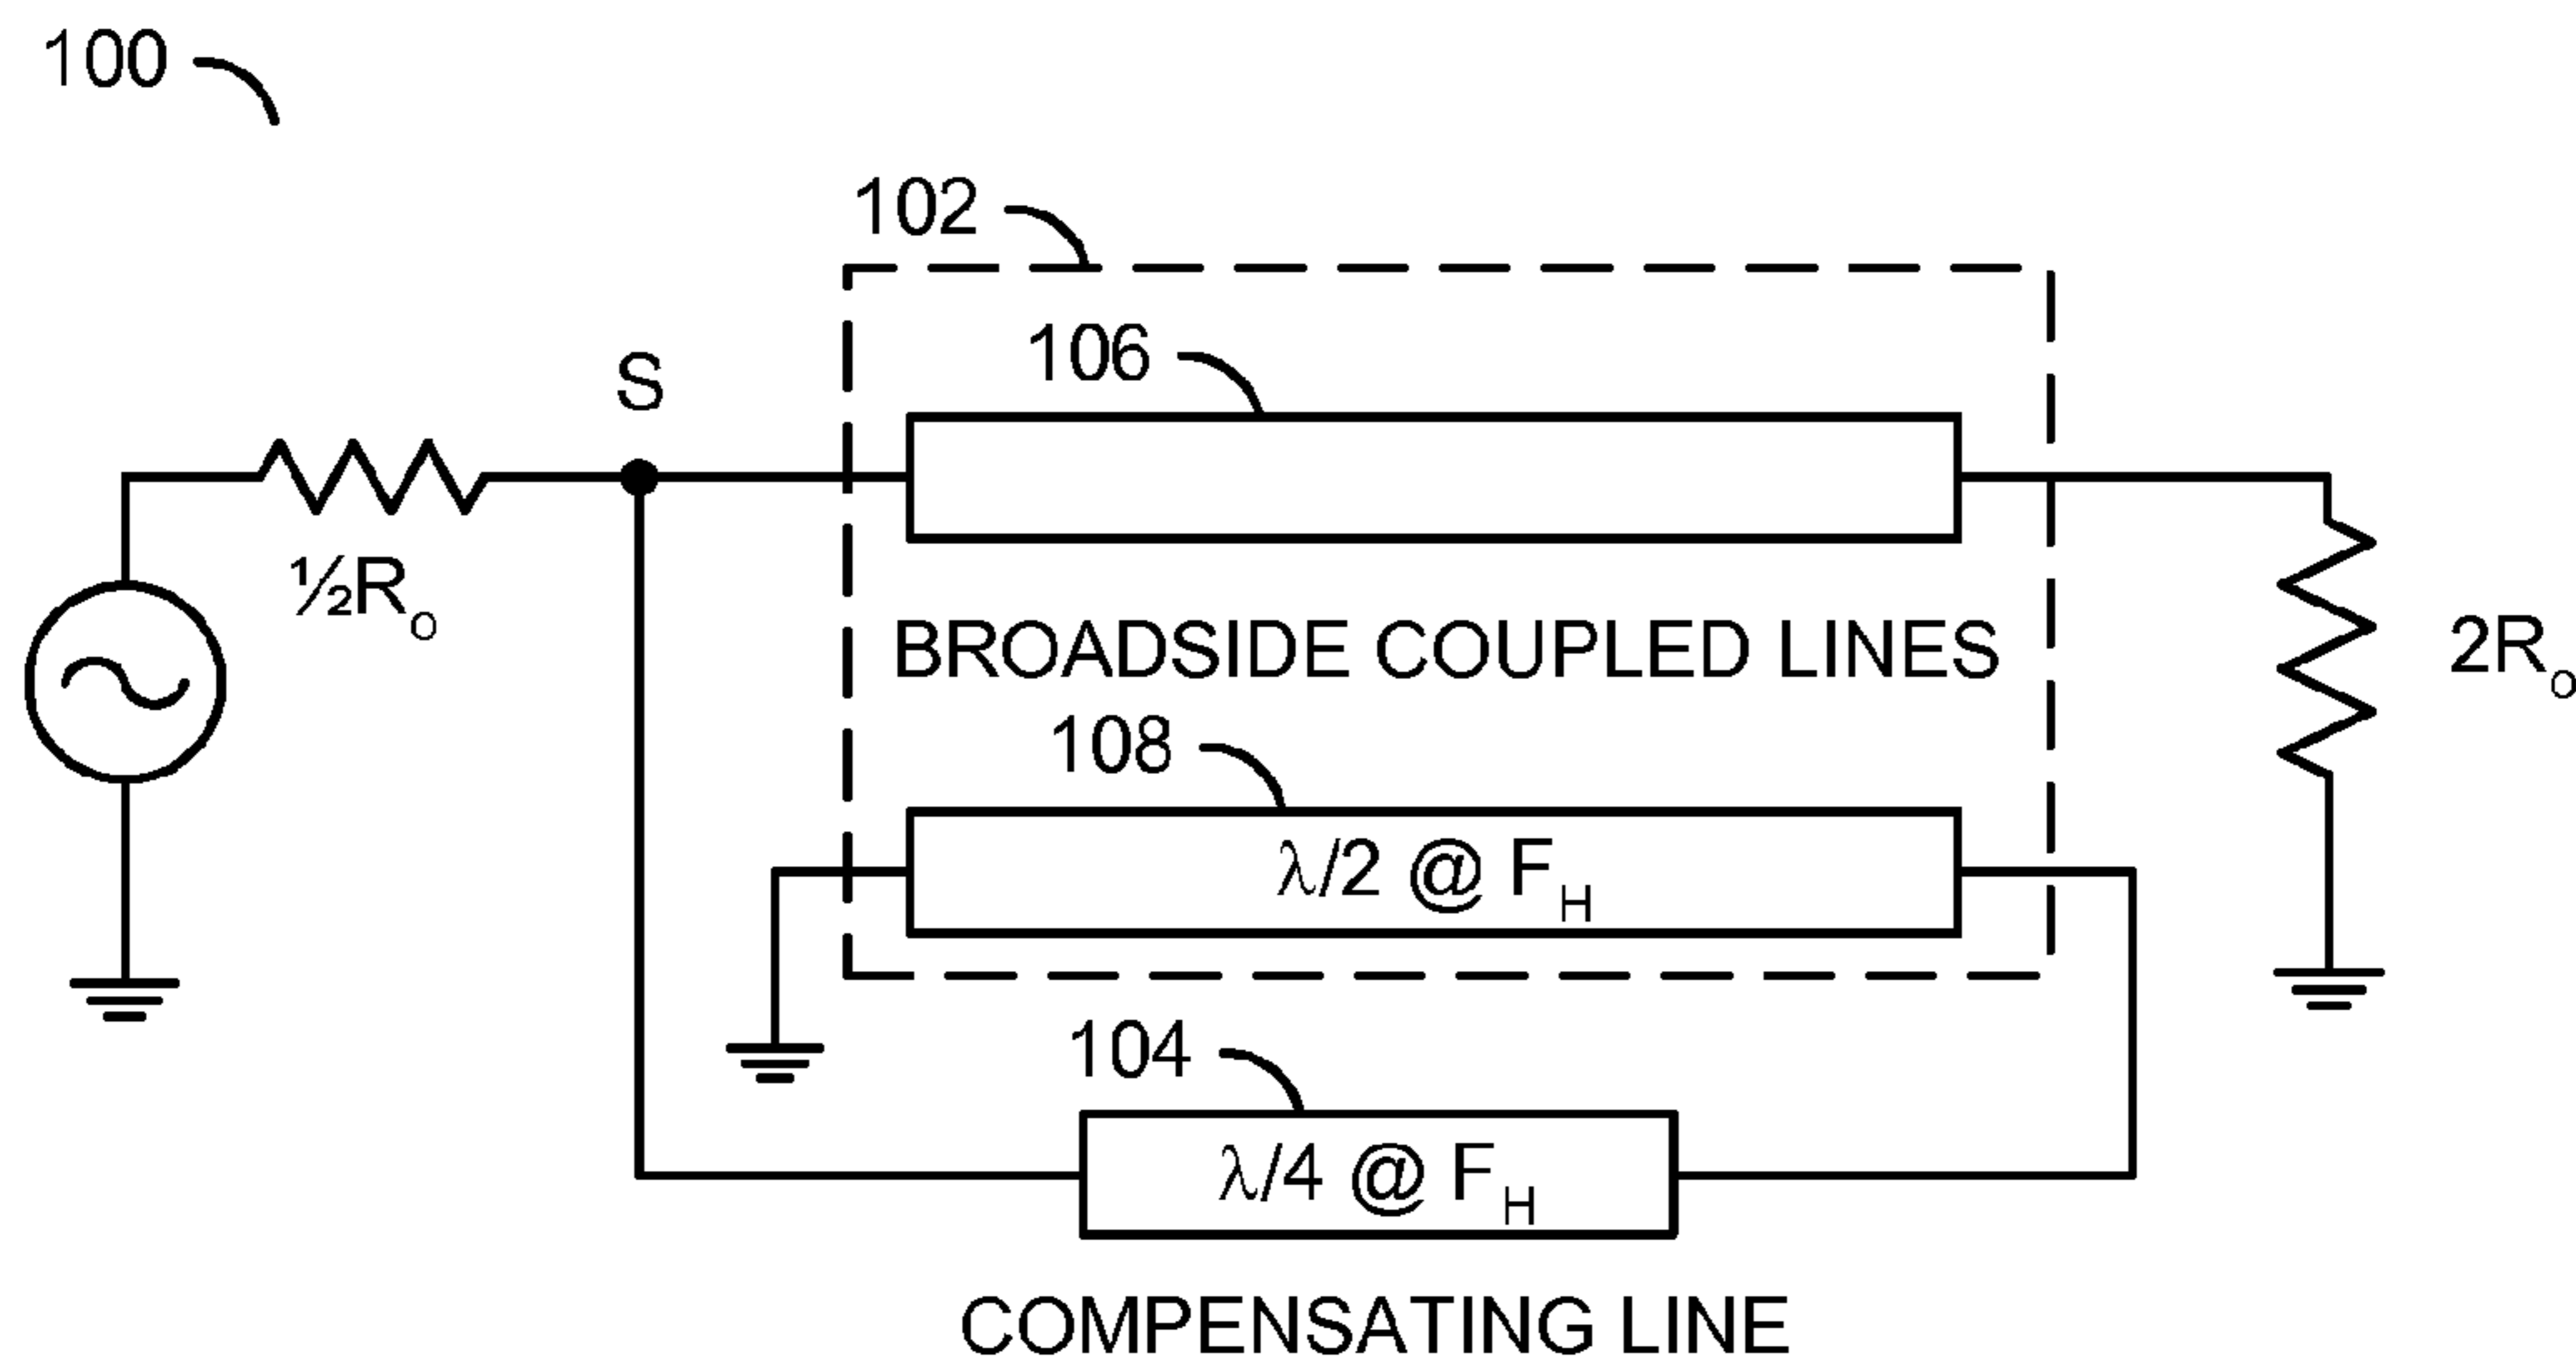 100
102
106
S
½Ro
BROADSIDE COUPLED LINES
2Ro
108
λ/2 @ FH
104
λ/4 @ FH
COMPENSATING LINE